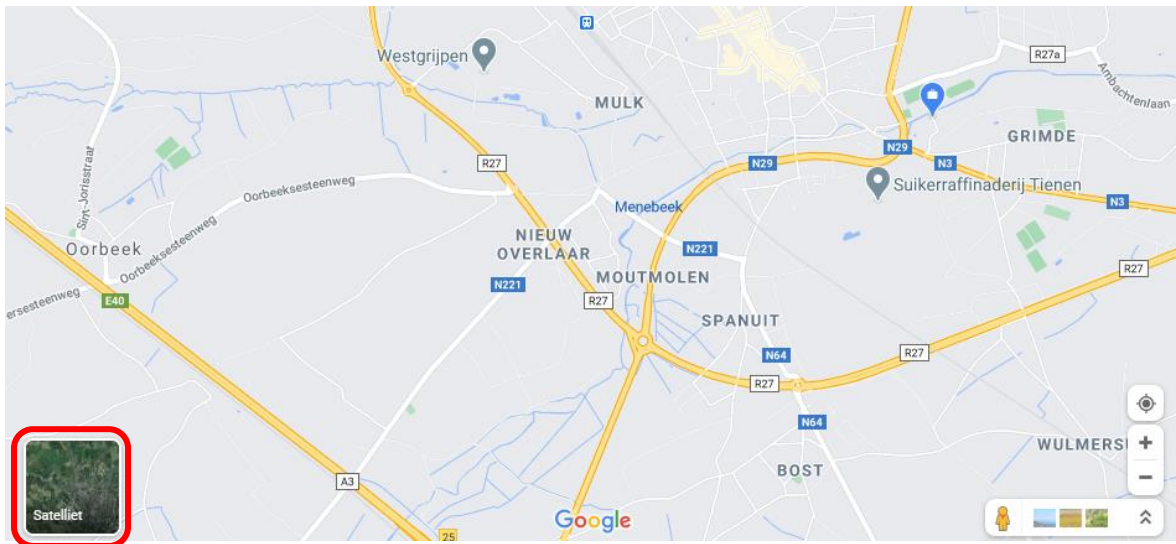 Westgrijpen
MULK
R27a
Ambachtenlaan
GRIMDE
N29
N29
N3
N3
R27
Suikerraffinaderij Tienen
Sint-Jorisstraat
Oorbeeksesteenweg
Oorbeek
Oorbeeksesteenweg
ersesteenweg
E40
Menebeek
NIEUW
OVERLAAR
N221
N221
MOUTMOLEN
R27
R27
SPANUIT
N64
R27
R27
N64
WULMERS
BOST
A3
25
Satelliet
Google